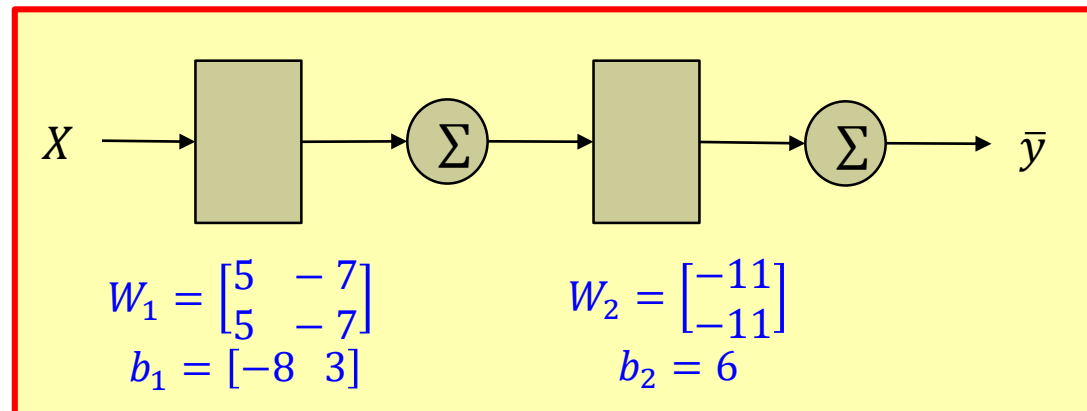 X Σ Σ ȳ
W₁ = [5 − 7
5 − 7]
W₂ = [−11
−11]
b₁ = [−8 3]
b₂ = 6